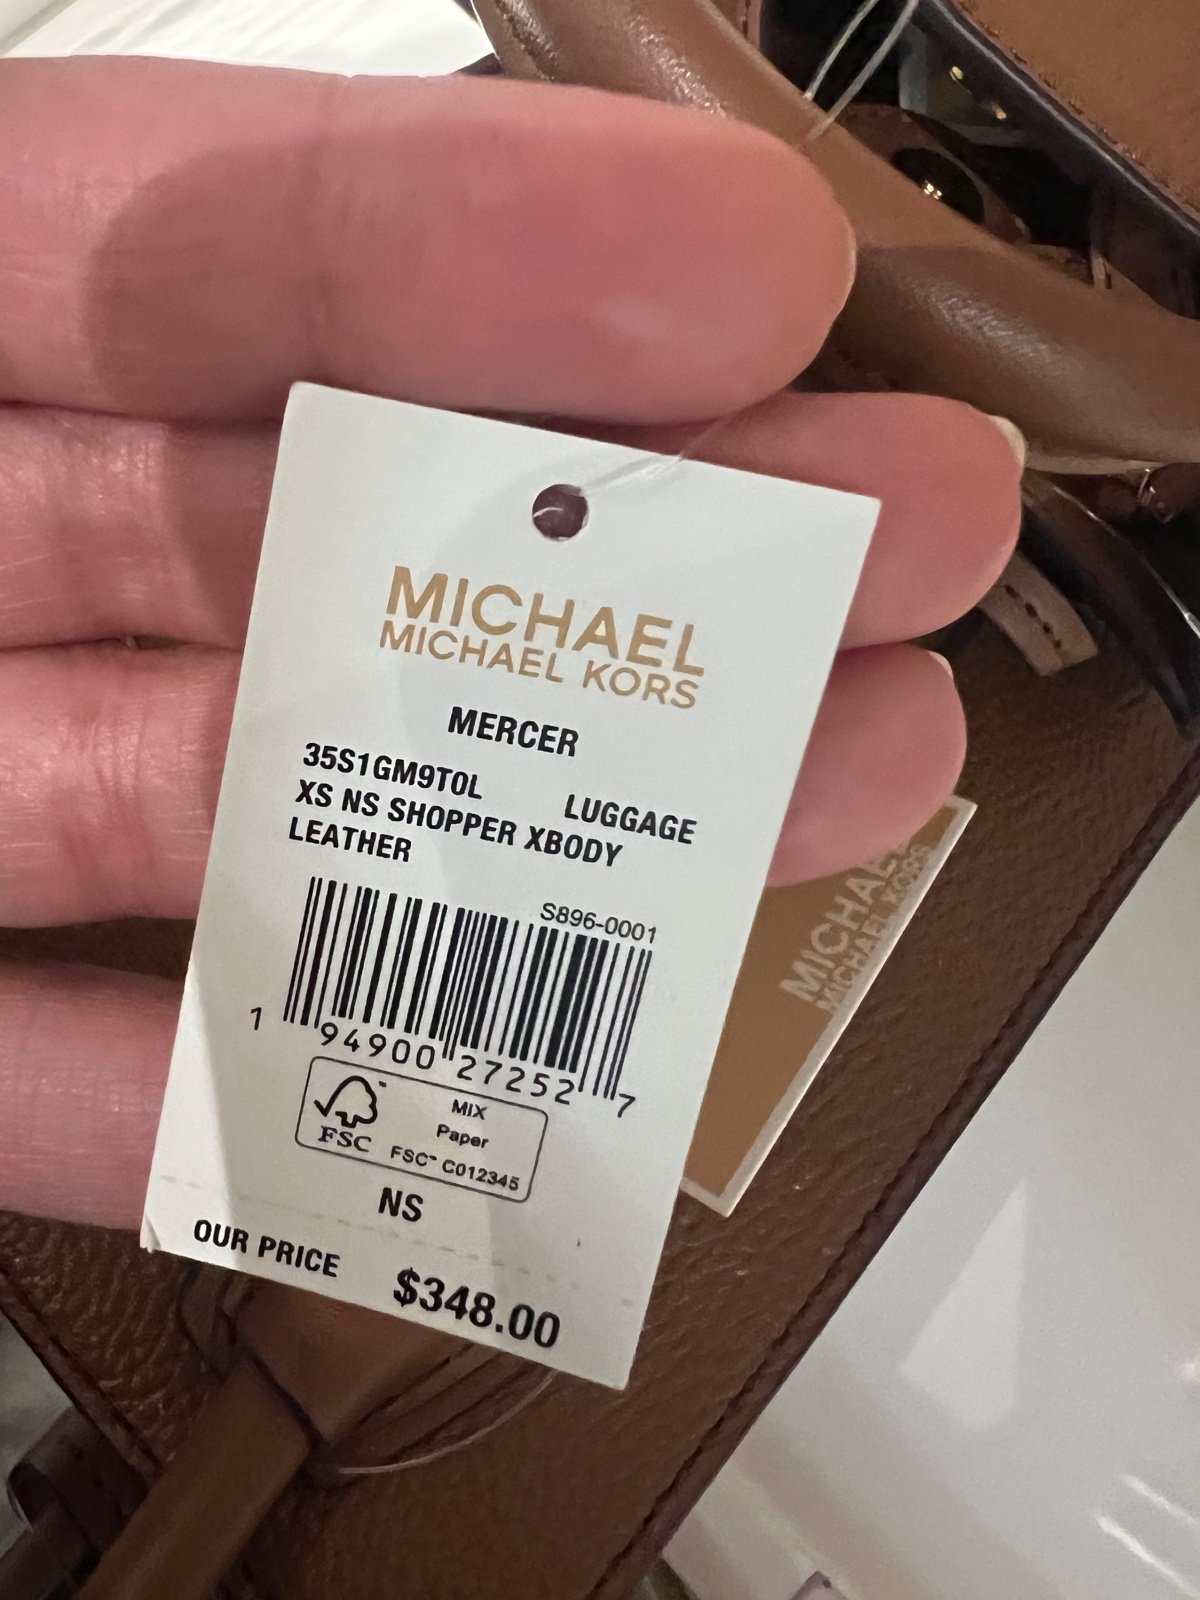 MICHAEL
MICHAEL KORS
MERCER
35S1GM9T0L LUGGAGE
XS NS SHOPPER XBODY
LEATHER
S896-0001
1 94900 27252 7
FSC
MIX
Paper
FSC™ C012345
NS
OUR PRICE $348.00
MICHAEL
MICHAEL KORS